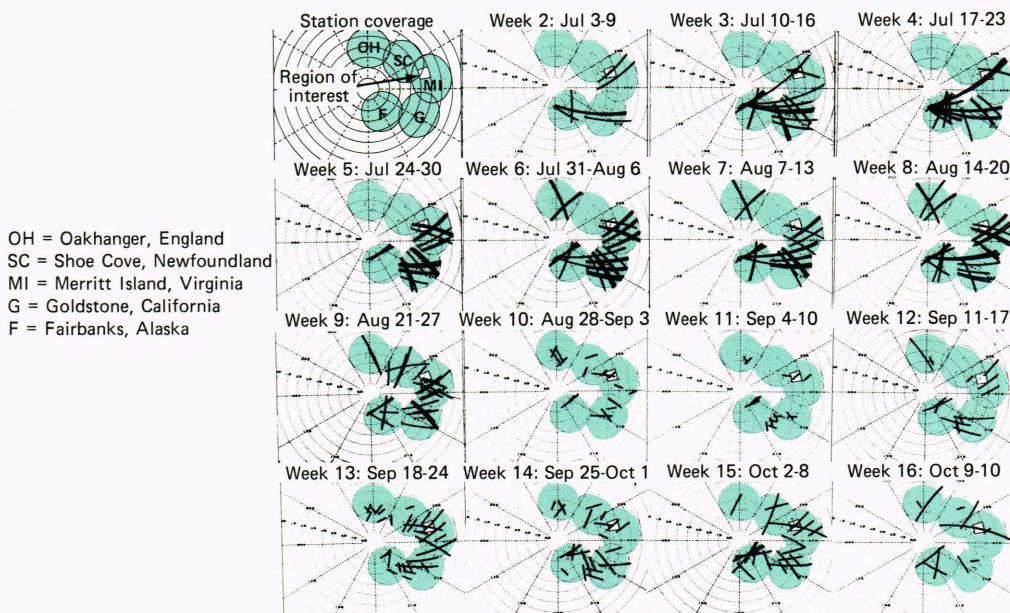 Station coverage
OH
SC
Region of
interest
MI
F
G
Week 2: Jul 3-9
Week 3: Jul 10-16
Week 4: Jul 17-23
Week 5: Jul 24-30
Week 6: Jul 31-Aug 6
Week 7: Aug 7-13
Week 8: Aug 14-20
OH = Oakhanger, England
SC = Shoe Cove, Newfoundland
MI = Merritt Island, Virginia
G = Goldstone, California
F = Fairbanks, Alaska
Week 9: Aug 21-27
Week 10: Aug 28-Sep 3
Week 11: Sep 4-10
Week 12: Sep 11-17
Week 13: Sep 18-24
Week 14: Sep 25-Oct 1
Week 15: Oct 2-8
Week 16: Oct 9-10